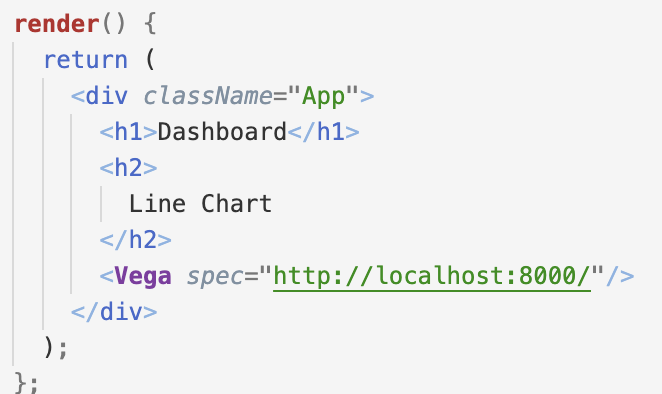 render() {
return (
<div className="App">
<h1>Dashboard</h1>
<h2>
Line Chart
</h2>
<Vega spec="http://localhost:8000/"/>
</div>
);
};